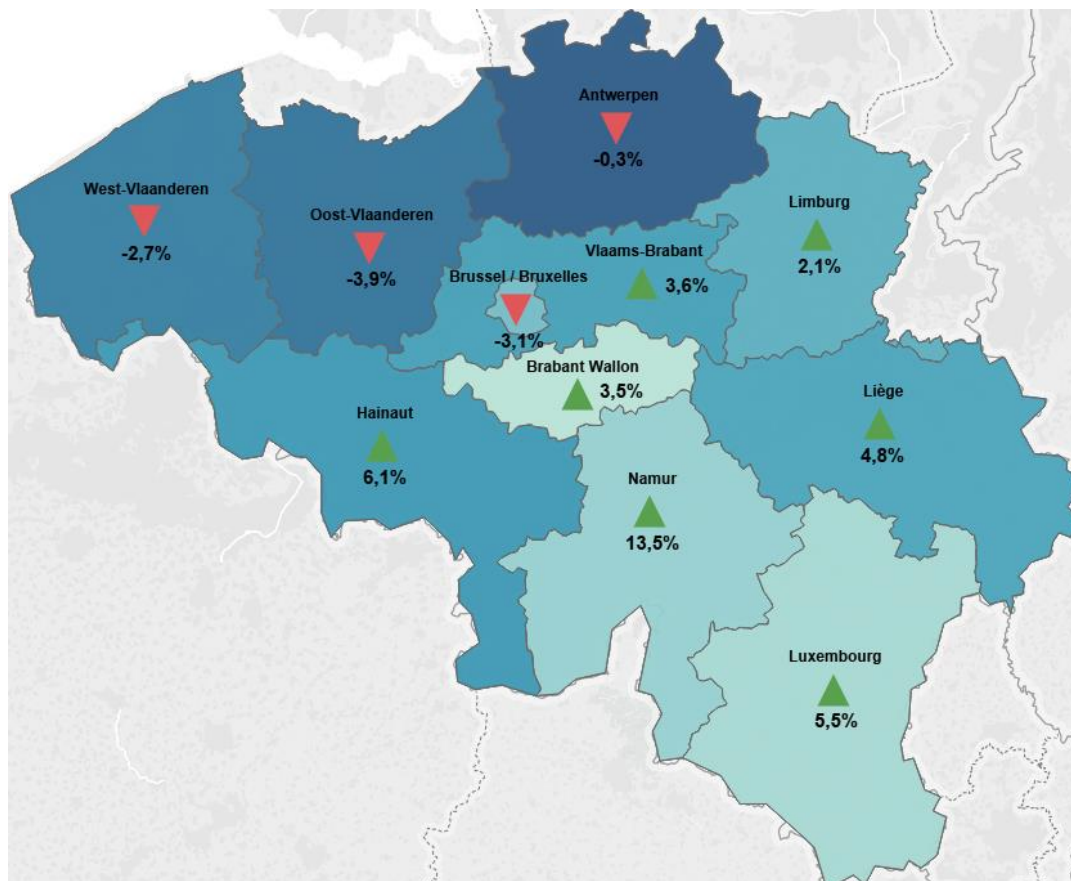 Antwerpen
-0,3%
West-Vlaanderen
-2,7%
Oost-Vlaanderen
-3,9%
Limburg
2,1%
Vlaams-Brabant
3,6%
Brussel / Bruxelles
-3,1%
Brabant Wallon
3,5%
Liège
4,8%
Hainaut
6,1%
Namur
13,5%
Luxembourg
5,5%